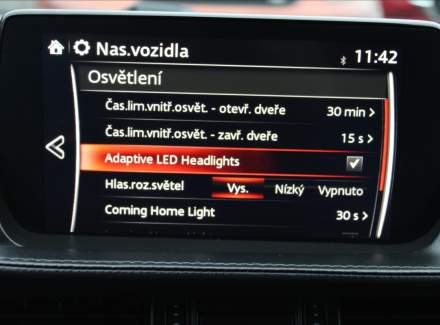 Nas.vozidla 11:42
Osvětlení
Čas.lim.vnitř.osvět. - otevř. dveře 30 min
Čas.lim.vnitř.osvět. - zavř. dveře 15 s
Adaptive LED Headlights
Hlas.roz.světel Vys. Nízký Vypnuto
Coming Home Light 30 s